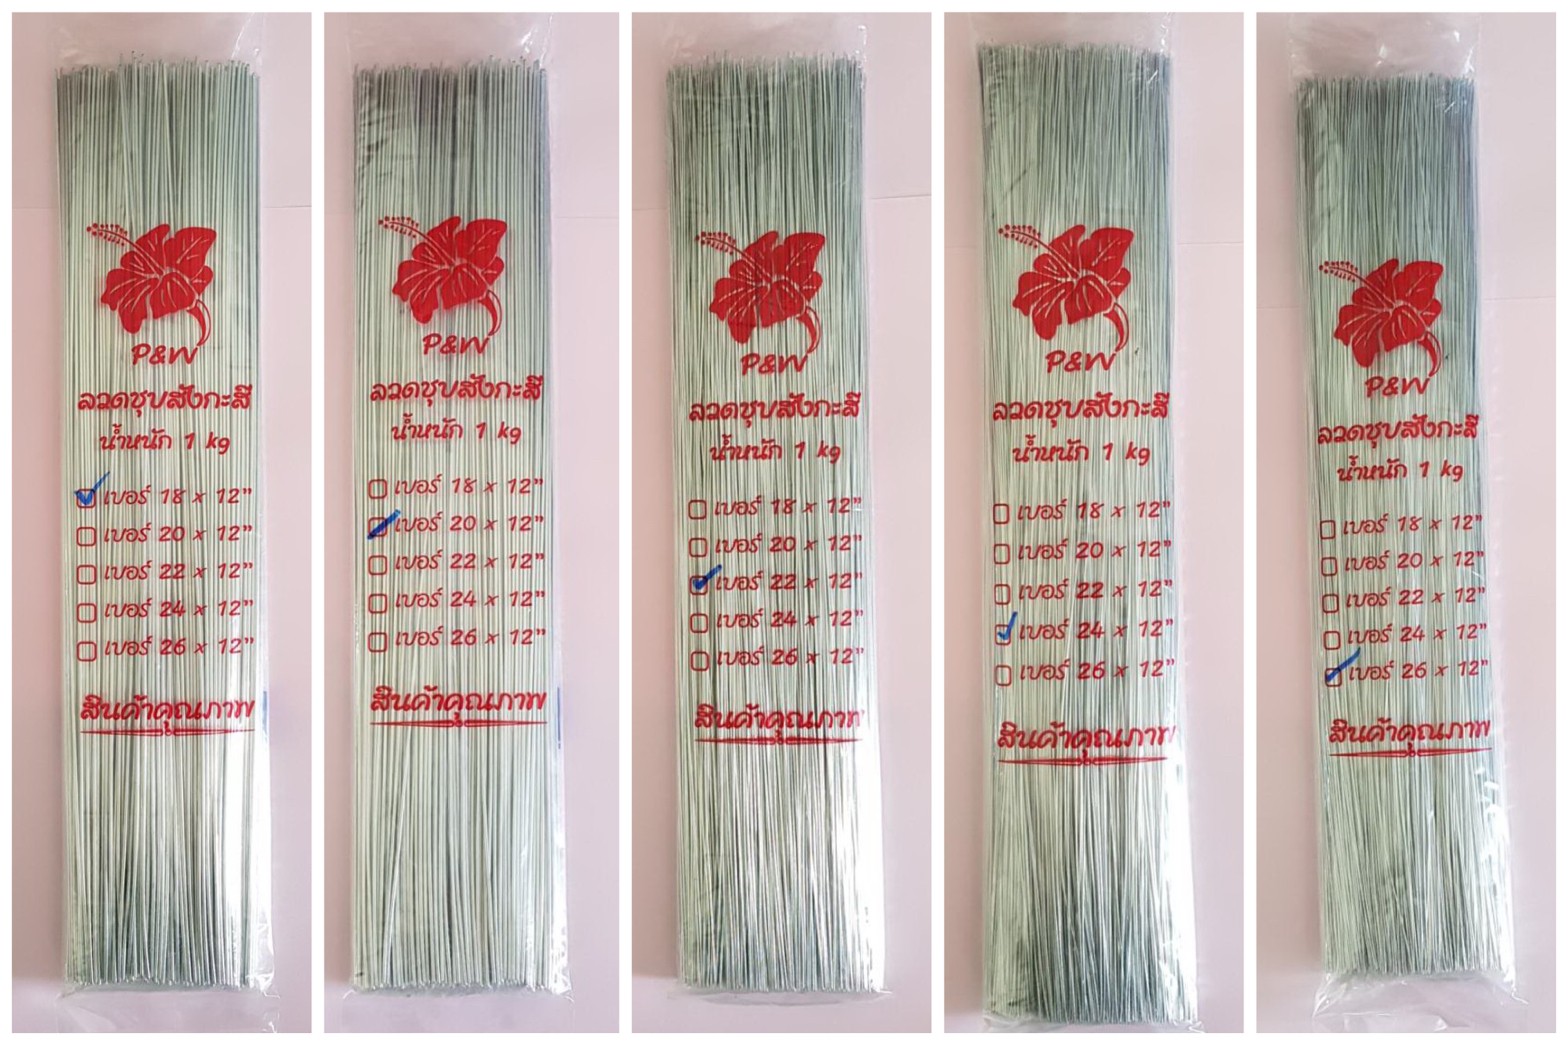 P&W
ลวดชุบสังกะสี
น้ำหนัก 1 kg
เบอร์ 18 x 12"
เบอร์ 20 x 12"
เบอร์ 22 x 12"
เบอร์ 24 x 12"
เบอร์ 26 x 12"
สินค้าคุณภาพ
P&W
ลวดชุบสังกะสี
น้ำหนัก 1 kg
เบอร์ 18 x 12"
เบอร์ 20 x 12"
เบอร์ 22 x 12"
เบอร์ 24 x 12"
เบอร์ 26 x 12"
สินค้าคุณภาพ
P&W
ลวดชุบสังกะสี
น้ำหนัก 1 kg
เบอร์ 18 x 12"
เบอร์ 20 x 12"
เบอร์ 22 x 12"
เบอร์ 24 x 12"
เบอร์ 26 x 12"
สินค้าคุณภาพ
P&W
ลวดชุบสังกะสี
น้ำหนัก 1 kg
เบอร์ 18 x 12"
เบอร์ 20 x 12"
เบอร์ 22 x 12"
เบอร์ 24 x 12"
เบอร์ 26 x 12"
สินค้าคุณภาพ
P&W
ลวดชุบสังกะสี
น้ำหนัก 1 kg
เบอร์ 18 x 12"
เบอร์ 20 x 12"
เบอร์ 22 x 12"
เบอร์ 24 x 12"
เบอร์ 26 x 12"
สินค้าคุณภาพ